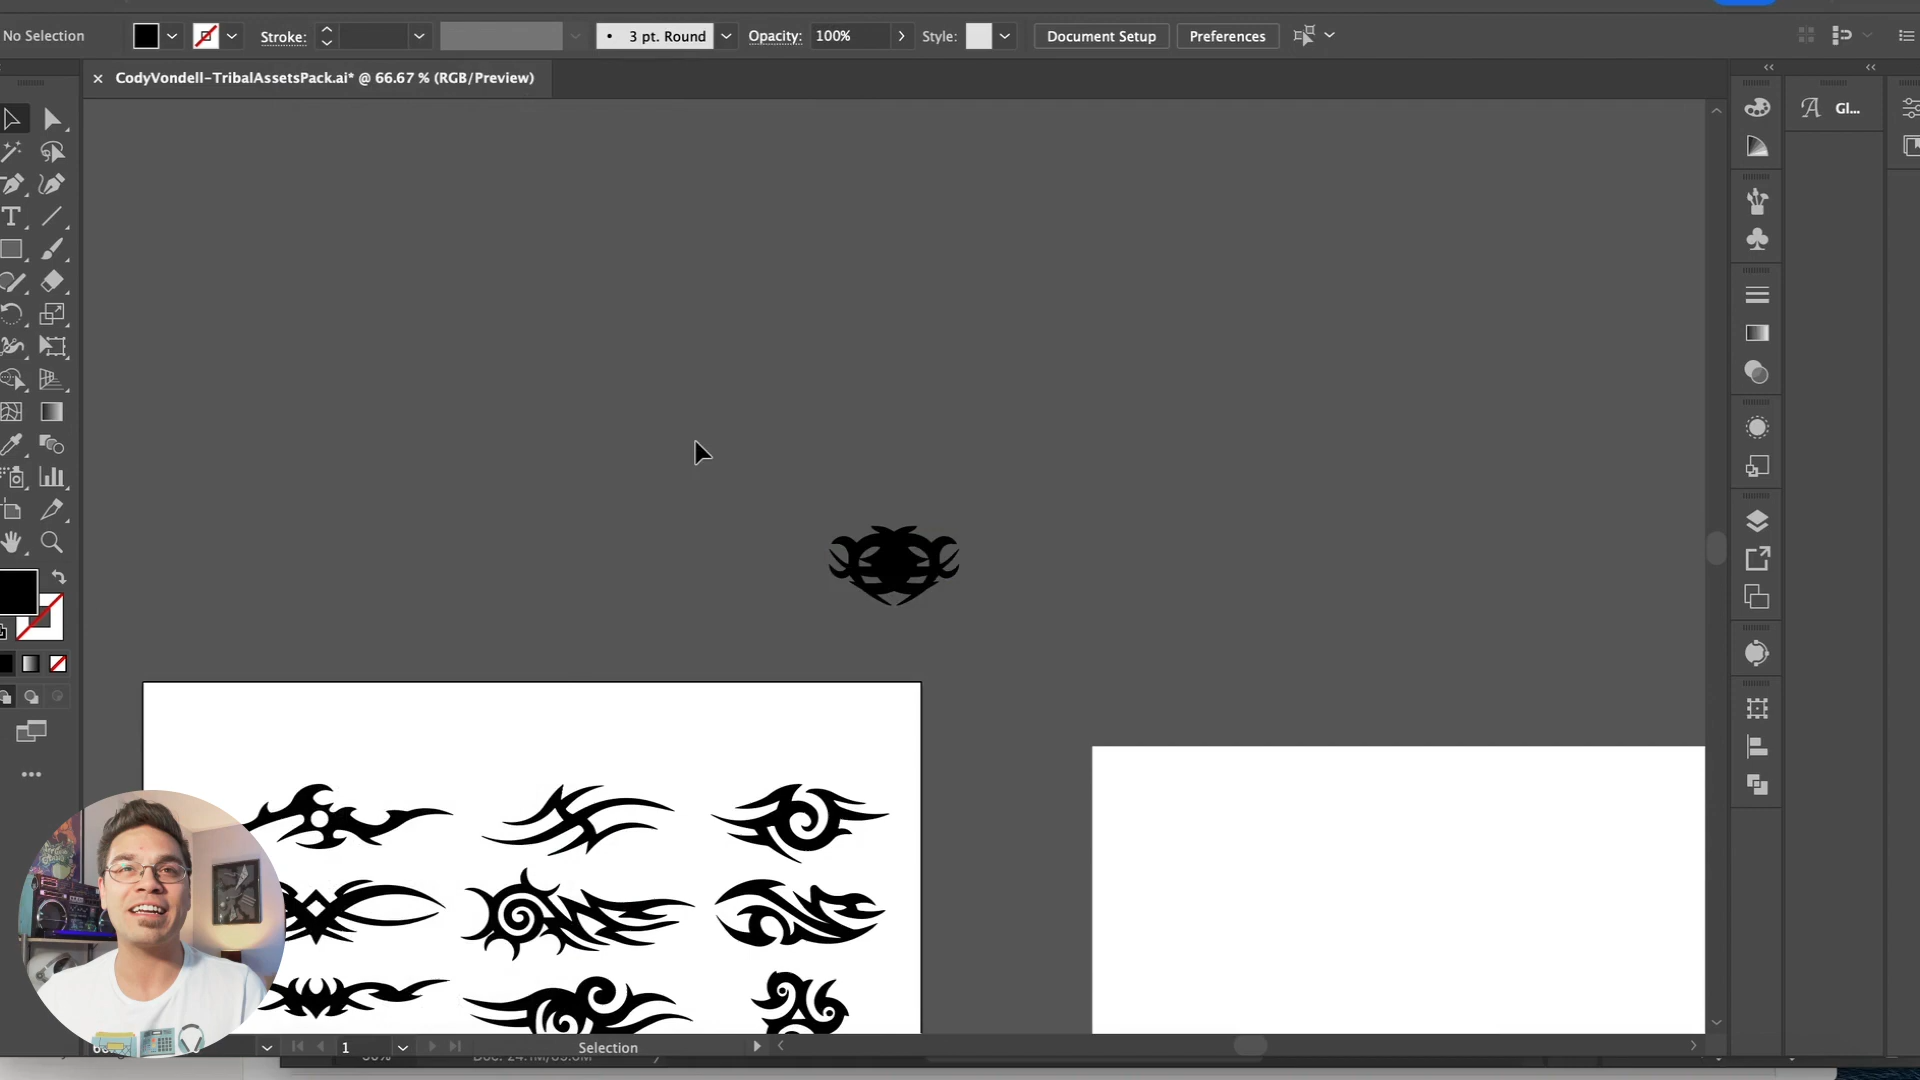 No Selection
Stroke:
3 pt. Round
Opacity:
100%
Style:
Document Setup
Preferences
CodyVondell-TribalAssetsPack.ai* @ 66.67 % (RGB/Preview)
Gl...
1
Selection